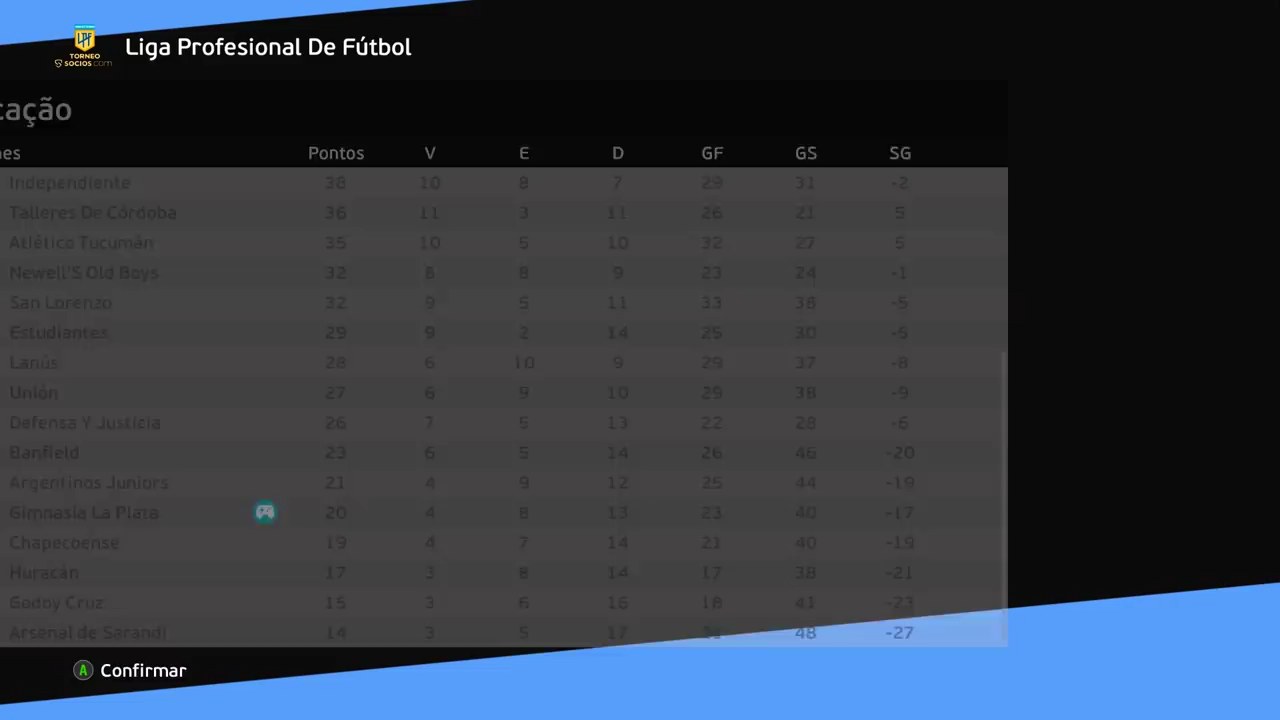 LPF
TORNEO
SOCIOS.com
Liga Profesional De Fútbol
cação
nes Pontos V E D GF GS SG
Independiente 38 10 8 7 29 31 -2
Talleres De Córdoba 36 11 3 11 26 21 5
Atlético Tucumán 35 10 5 10 32 27 5
Newell'S Old Boys 32 8 8 9 23 24 -1
San Lorenzo 32 9 5 11 33 38 -5
Estudiantes 29 9 2 14 25 30 -5
Lanús 28 6 10 9 29 37 -8
Unión 27 6 9 10 29 38 -9
Defensa Y Justicia 26 7 5 13 22 28 -6
Banfield 23 6 5 14 26 46 -20
Argentinos Juniors 21 4 9 12 25 44 -19
Gimnasia La Plata 20 4 8 13 23 40 -17
Chapecoense 19 4 7 14 21 40 -19
Huracán 17 3 8 14 17 38 -21
Godoy Cruz 15 3 6 16 18 41 -23
Arsenal de Sarandí 14 3 5 17 48 -27
A Confirmar